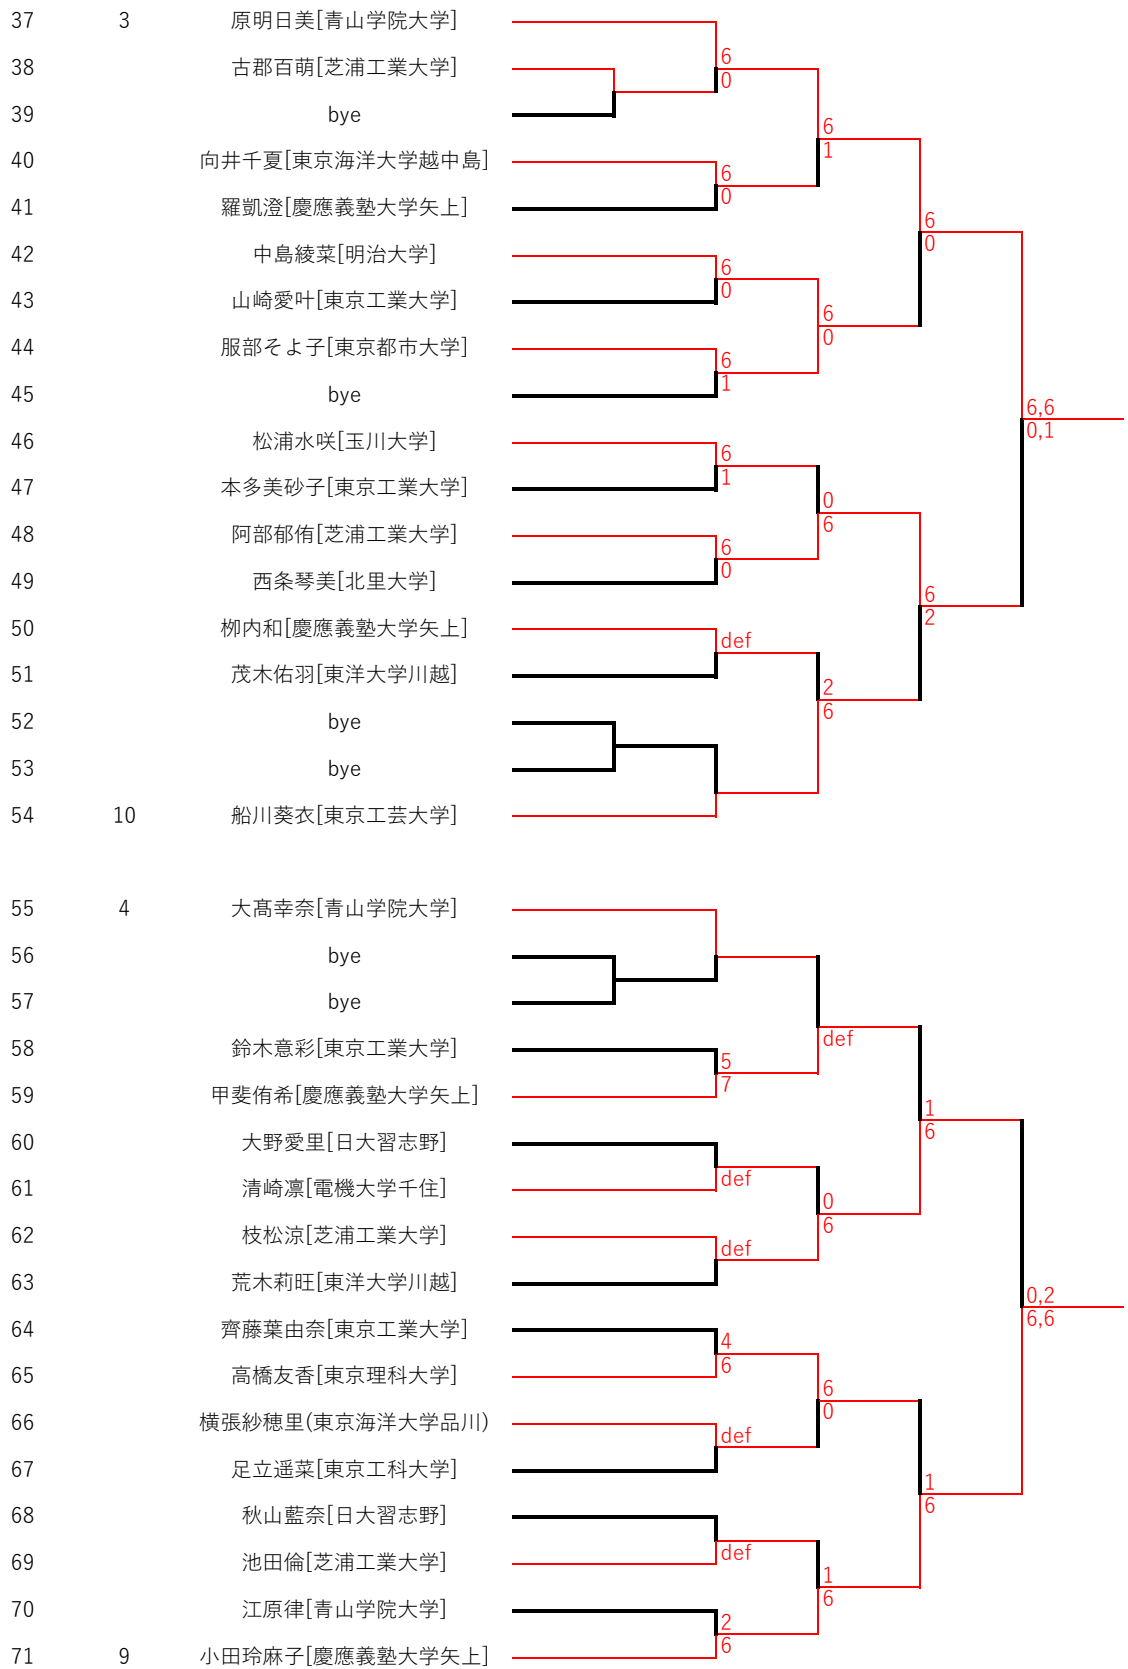 37 3 原明日美[青山学院大学]
6
38 古郡百萌[芝浦工業大学]
0
39 bye
6
1
40 向井千夏[東京海洋大学越中島]
6
0
41 羅凱澄[慶應義塾大学矢上]
6
0
42 中島綾菜[明治大学]
6
0
43 山崎愛叶[東京工業大学]
6
0
44 服部そよ子[東京都市大学]
6
1
45 bye
6,6
0,1
46 松浦水咲[玉川大学]
6
1
47 本多美砂子[東京工業大学]
0
6
48 阿部郁侑[芝浦工業大学]
6
0
49 西条琴美[北里大学]
6
2
50 栁内和[慶應義塾大学矢上]
def
51 茂木佑羽[東洋大学川越]
2
6
52 bye
53 bye
54 10 船川葵衣[東京工芸大学]
55 4 大髙幸奈[青山学院大学]
56 bye
57 bye
def
58 鈴木意彩[東京工業大学]
5
7
59 甲斐侑希[慶應義塾大学矢上]
1
6
60 大野愛里[日大習志野]
def
61 清崎凛[電機大学千住]
0
6
62 枝松涼[芝浦工業大学]
def
63 荒木莉旺[東洋大学川越]
0,2
6,6
64 齊藤葉由奈[東京工業大学]
4
6
65 高橋友香[東京理科大学]
6
0
66 横張紗穂里(東京海洋大学品川)
def
67 足立遥菜[東京工科大学]
1
6
68 秋山藍奈[日大習志野]
def
69 池田倫[芝浦工業大学]
1
6
70 江原律[青山学院大学]
2
6
71 9 小田玲麻子[慶應義塾大学矢上]